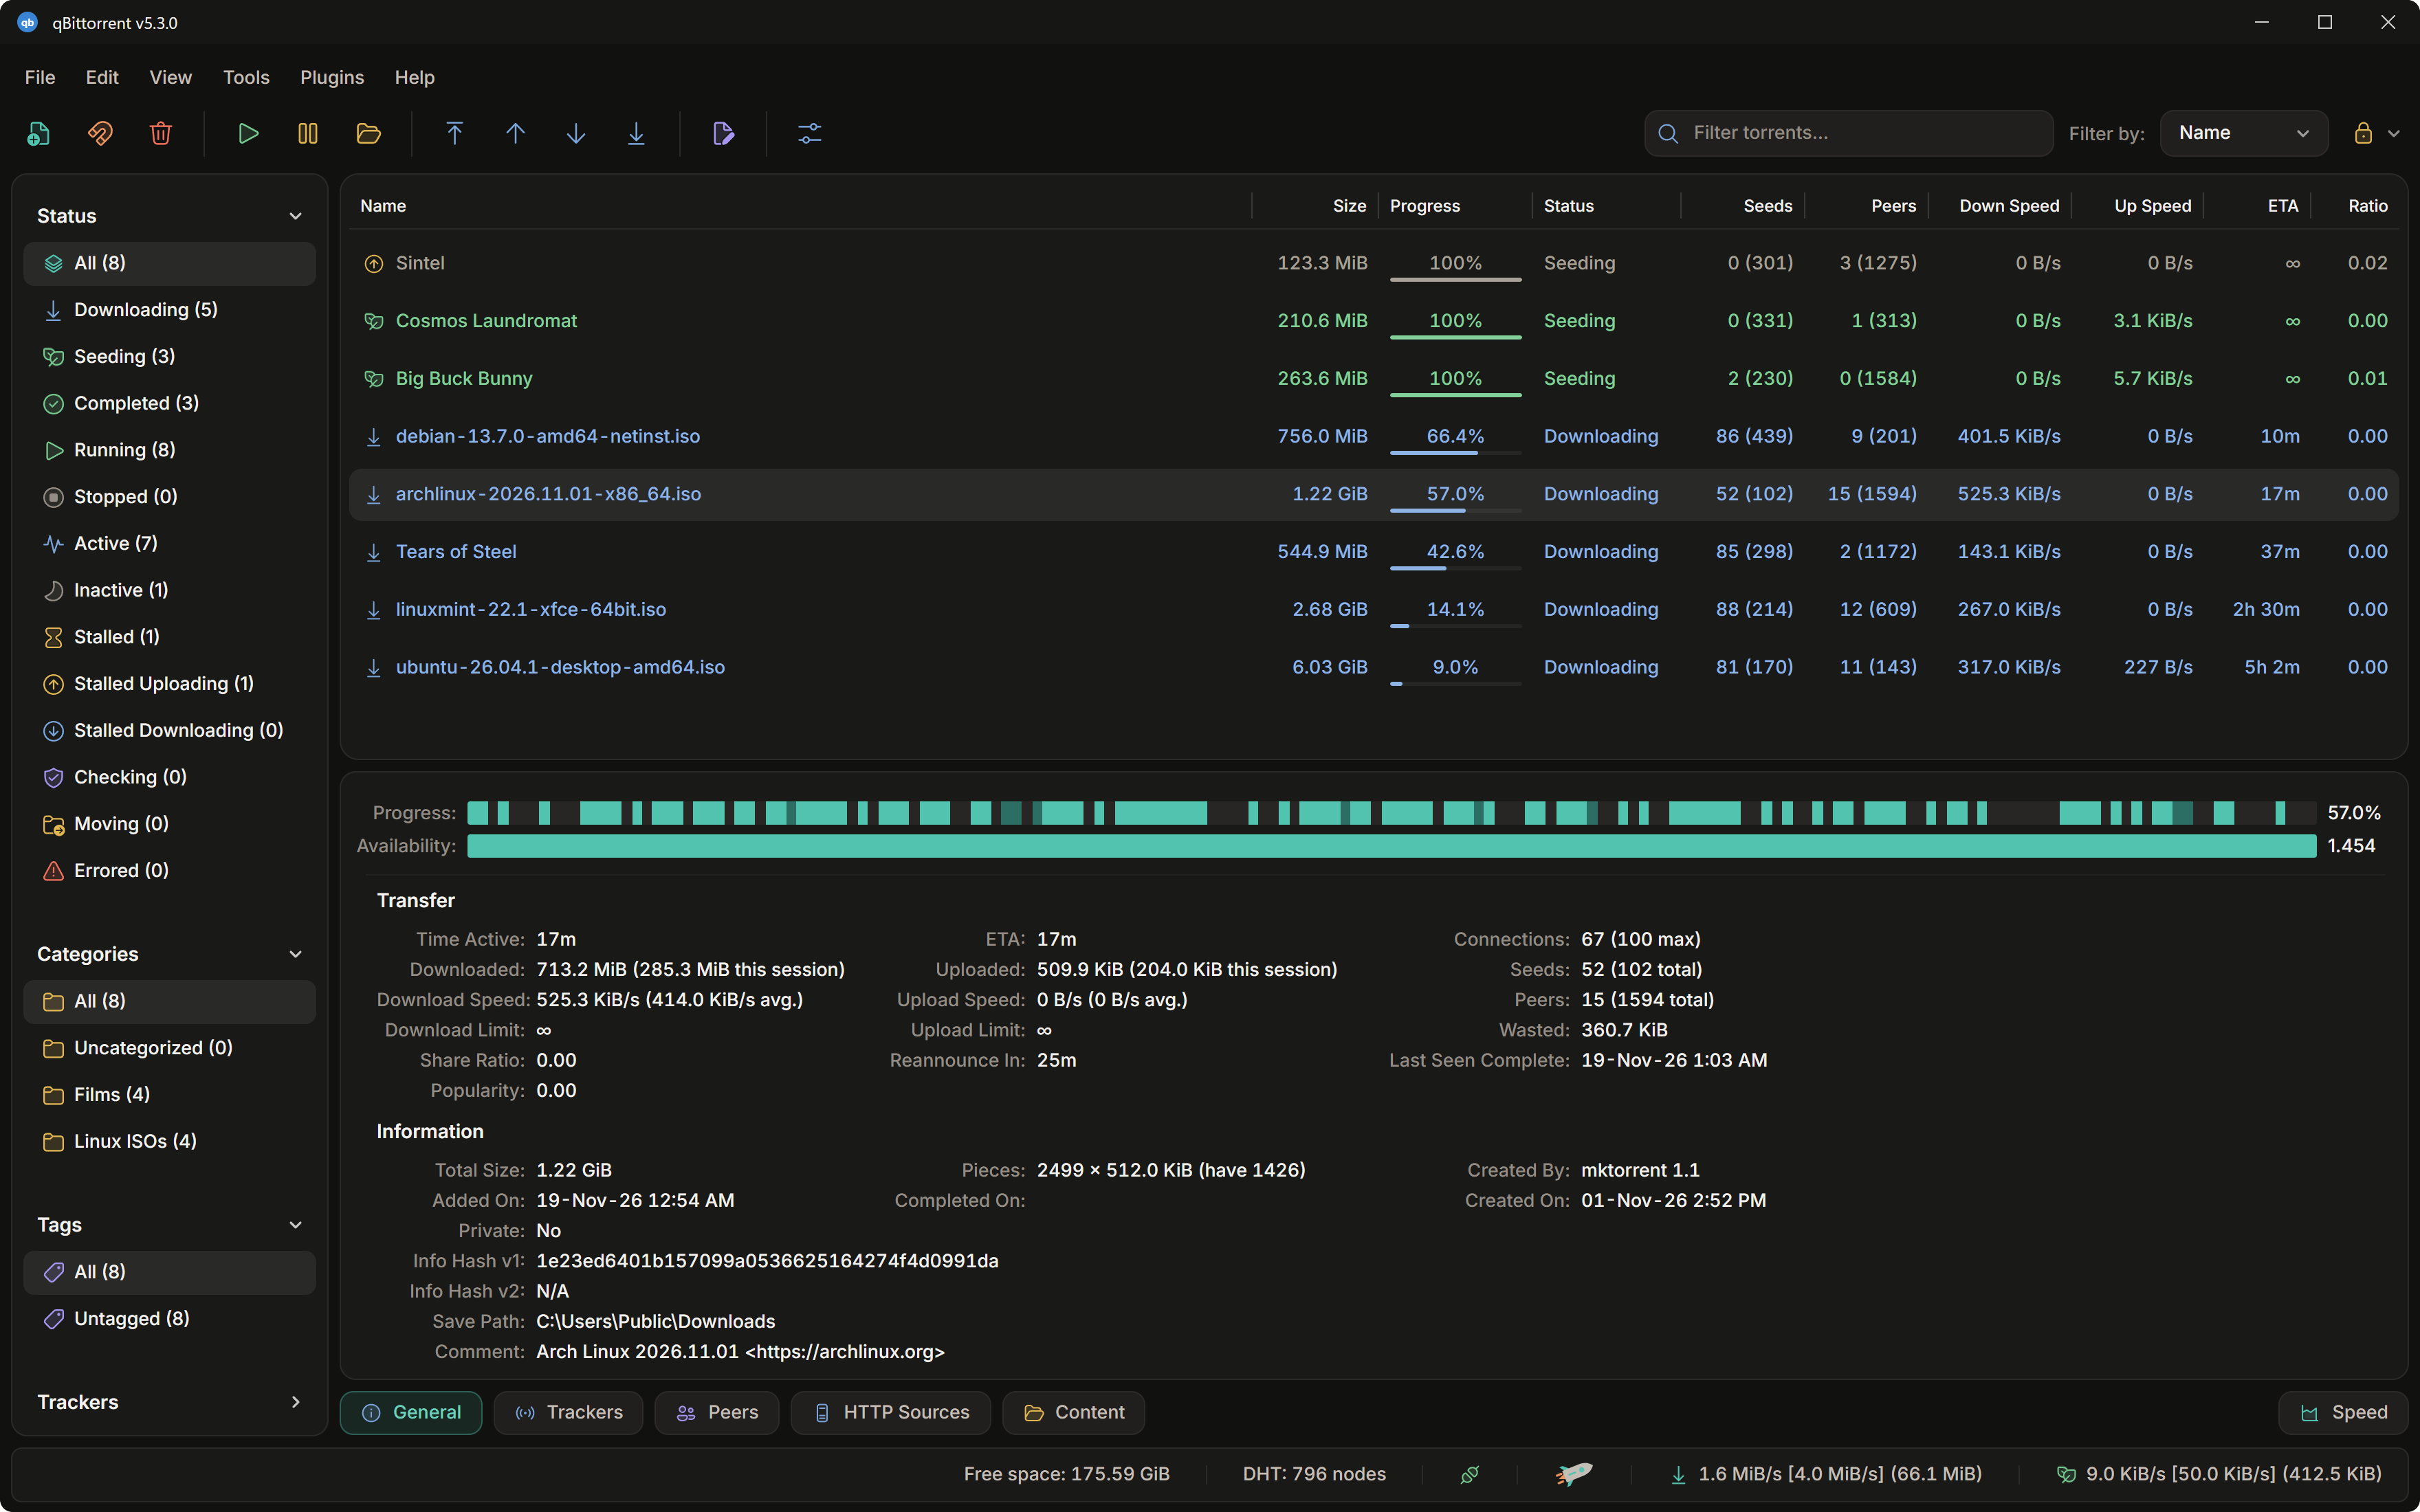 qb qBittorrent v5.3.0
File Edit View Tools Plugins Help
Filter torrents... Filter by: Name
Status
All (8)
Downloading (5)
Seeding (3)
Completed (3)
Running (8)
Stopped (0)
Active (7)
Inactive (1)
Stalled (1)
Stalled Uploading (1)
Stalled Downloading (0)
Checking (0)
Moving (0)
Errored (0)
Categories
All (8)
Uncategorized (0)
Films (4)
Linux ISOs (4)
Tags
All (8)
Untagged (8)
Trackers
Name Size Progress Status Seeds Peers Down Speed Up Speed ETA Ratio
Sintel 123.3 MiB 100% Seeding 0 (301) 3 (1275) 0 B/s 0 B/s ∞ 0.02
Cosmos Laundromat 210.6 MiB 100% Seeding 0 (331) 1 (313) 0 B/s 3.1 KiB/s ∞ 0.00
Big Buck Bunny 263.6 MiB 100% Seeding 2 (230) 0 (1584) 0 B/s 5.7 KiB/s ∞ 0.01
debian-13.7.0-amd64-netinst.iso 756.0 MiB 66.4% Downloading 86 (439) 9 (201) 401.5 KiB/s 0 B/s 10m 0.00
archlinux-2026.11.01-x86_64.iso 1.22 GiB 57.0% Downloading 52 (102) 15 (1594) 525.3 KiB/s 0 B/s 17m 0.00
Tears of Steel 544.9 MiB 42.6% Downloading 85 (298) 2 (1172) 143.1 KiB/s 0 B/s 37m 0.00
linuxmint-22.1-xfce-64bit.iso 2.68 GiB 14.1% Downloading 88 (214) 12 (609) 267.0 KiB/s 0 B/s 2h 30m 0.00
ubuntu-26.04.1-desktop-amd64.iso 6.03 GiB 9.0% Downloading 81 (170) 11 (143) 317.0 KiB/s 227 B/s 5h 2m 0.00
Progress: 57.0%
Availability: 1.454
Transfer
Time Active: 17m ETA: 17m Connections: 67 (100 max)
Downloaded: 713.2 MiB (285.3 MiB this session) Uploaded: 509.9 KiB (204.0 KiB this session) Seeds: 52 (102 total)
Download Speed: 525.3 KiB/s (414.0 KiB/s avg.) Upload Speed: 0 B/s (0 B/s avg.) Peers: 15 (1594 total)
Download Limit: ∞ Upload Limit: ∞ Wasted: 360.7 KiB
Share Ratio: 0.00 Reannounce In: 25m Last Seen Complete: 19-Nov-26 1:03 AM
Popularity: 0.00
Information
Total Size: 1.22 GiB Pieces: 2499 × 512.0 KiB (have 1426) Created By: mktorrent 1.1
Added On: 19-Nov-26 12:54 AM Completed On: Created On: 01-Nov-26 2:52 PM
Private: No
Info Hash v1: 1e23ed6401b157099a0536625164274f4d0991da
Info Hash v2: N/A
Save Path: C:\Users\Public\Downloads
Comment: Arch Linux 2026.11.01 <https://archlinux.org>
General Trackers Peers HTTP Sources Content Speed
Free space: 175.59 GiB DHT: 796 nodes 1.6 MiB/s [4.0 MiB/s] (66.1 MiB) 9.0 KiB/s [50.0 KiB/s] (412.5 KiB)